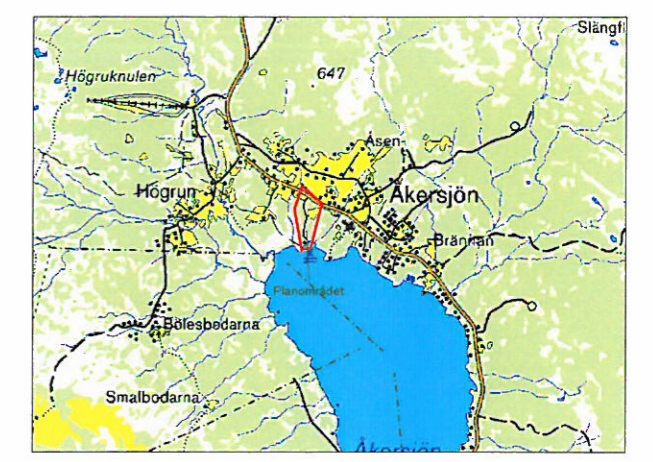 Slängf
Högruknulen
647
Åsen
Högrun
Åkersjön
Brännan
Planområdet
Bölesbodarna
G
Smalbodarna
Åkersjön